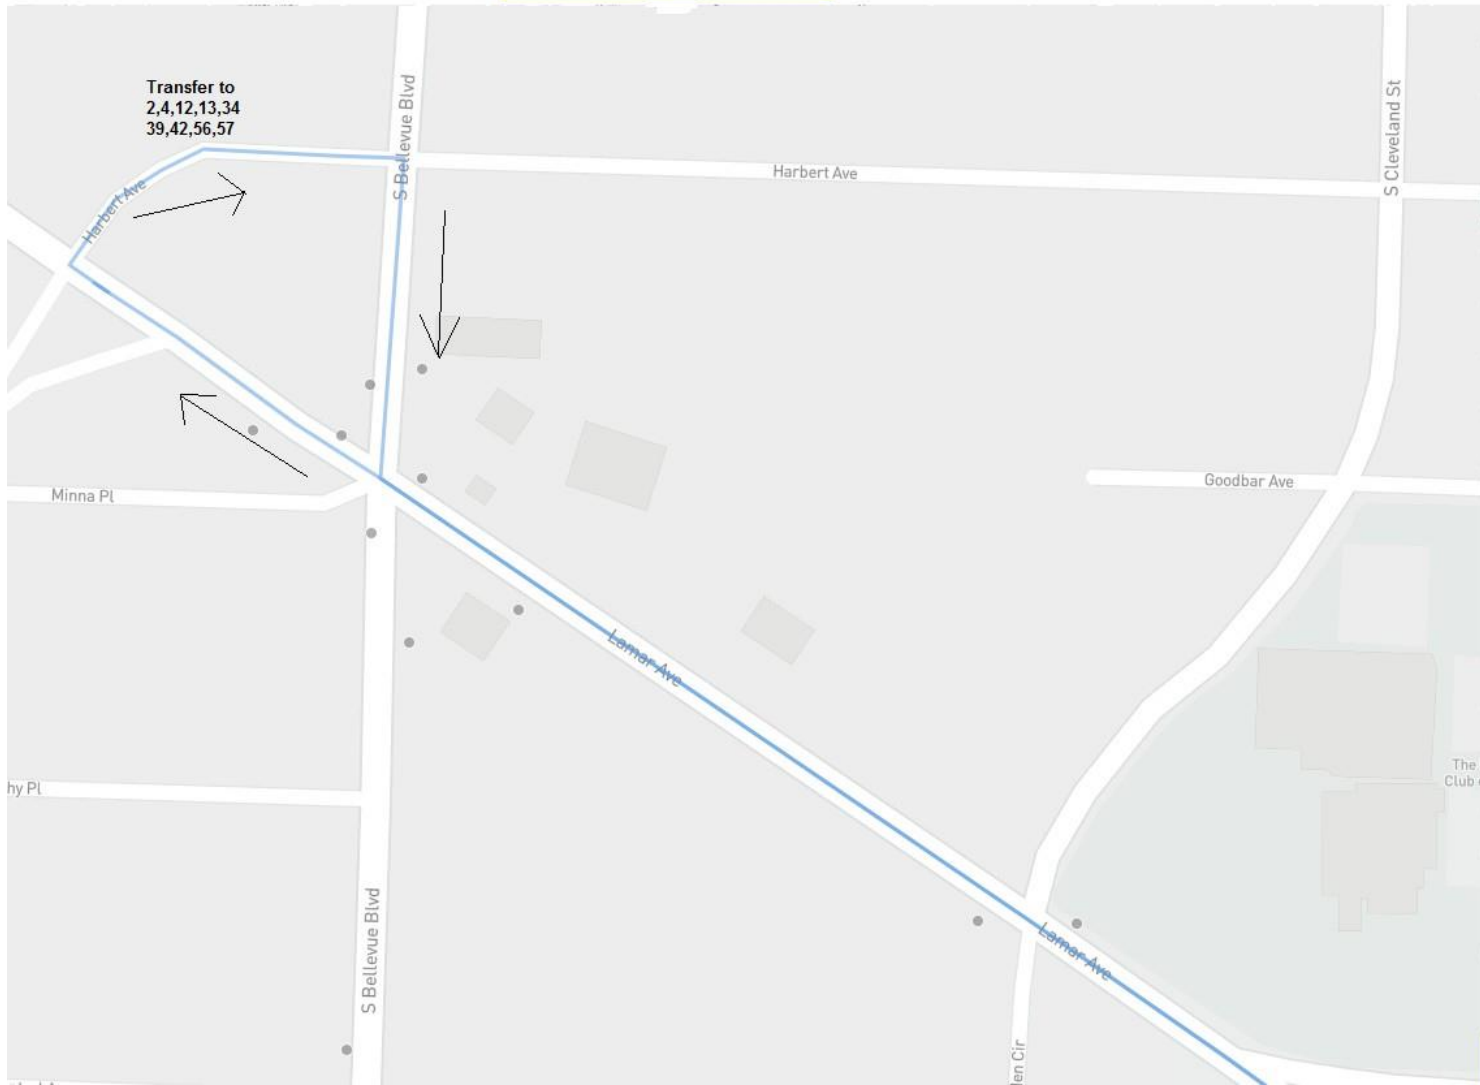 Transfer to
2,4,12,13,34
39,42,56,57
S Bellevue Blvd
S Cleveland St
Harbert Ave
Harbert Ave
Goodbar Ave
Minna Pl
Lamar Ave
The
Club
hy Pl
S Bellevue Blvd
Lamar Ave
len Cir